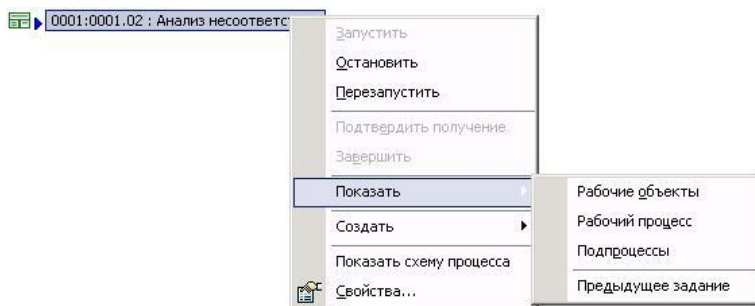 0001:0001.02 : Анализ несоответс
Запустить
Остановить
Перезапустить
Подтвердить получение
Завершить
Показать
Создать
Показать схему процесса
Свойства...
Рабочие объекты
Рабочий процесс
Подпроцессы
Предыдущее задание